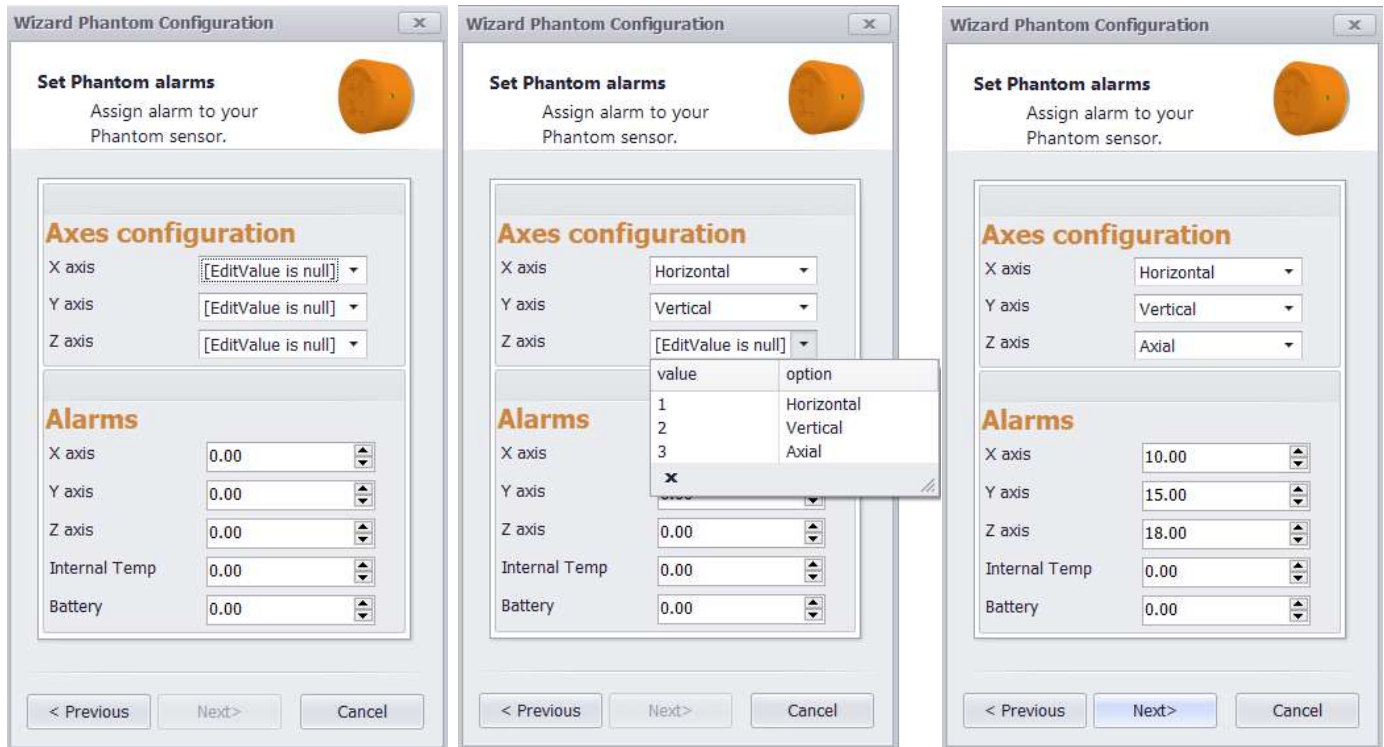 Wizard Phantom Configuration x
Set Phantom alarms
Assign alarm to your
Phantom sensor.
Axes configuration
X axis [EditValue is null]
Y axis [EditValue is null]
Z axis [EditValue is null]
Alarms
X axis 0.00
Y axis 0.00
Z axis 0.00
Internal Temp 0.00
Battery 0.00
< Previous Next> Cancel
Wizard Phantom Configuration x
Set Phantom alarms
Assign alarm to your
Phantom sensor.
Axes configuration
X axis Horizontal
Y axis Vertical
Z axis [EditValue is null]
value option
1 Horizontal
2 Vertical
3 Axial
x
Alarms
X axis
Y axis
Z axis 0.00
Internal Temp 0.00
Battery 0.00
< Previous Next> Cancel
Wizard Phantom Configuration x
Set Phantom alarms
Assign alarm to your
Phantom sensor.
Axes configuration
X axis Horizontal
Y axis Vertical
Z axis Axial
Alarms
X axis 10.00
Y axis 15.00
Z axis 18.00
Internal Temp 0.00
Battery 0.00
< Previous Next> Cancel